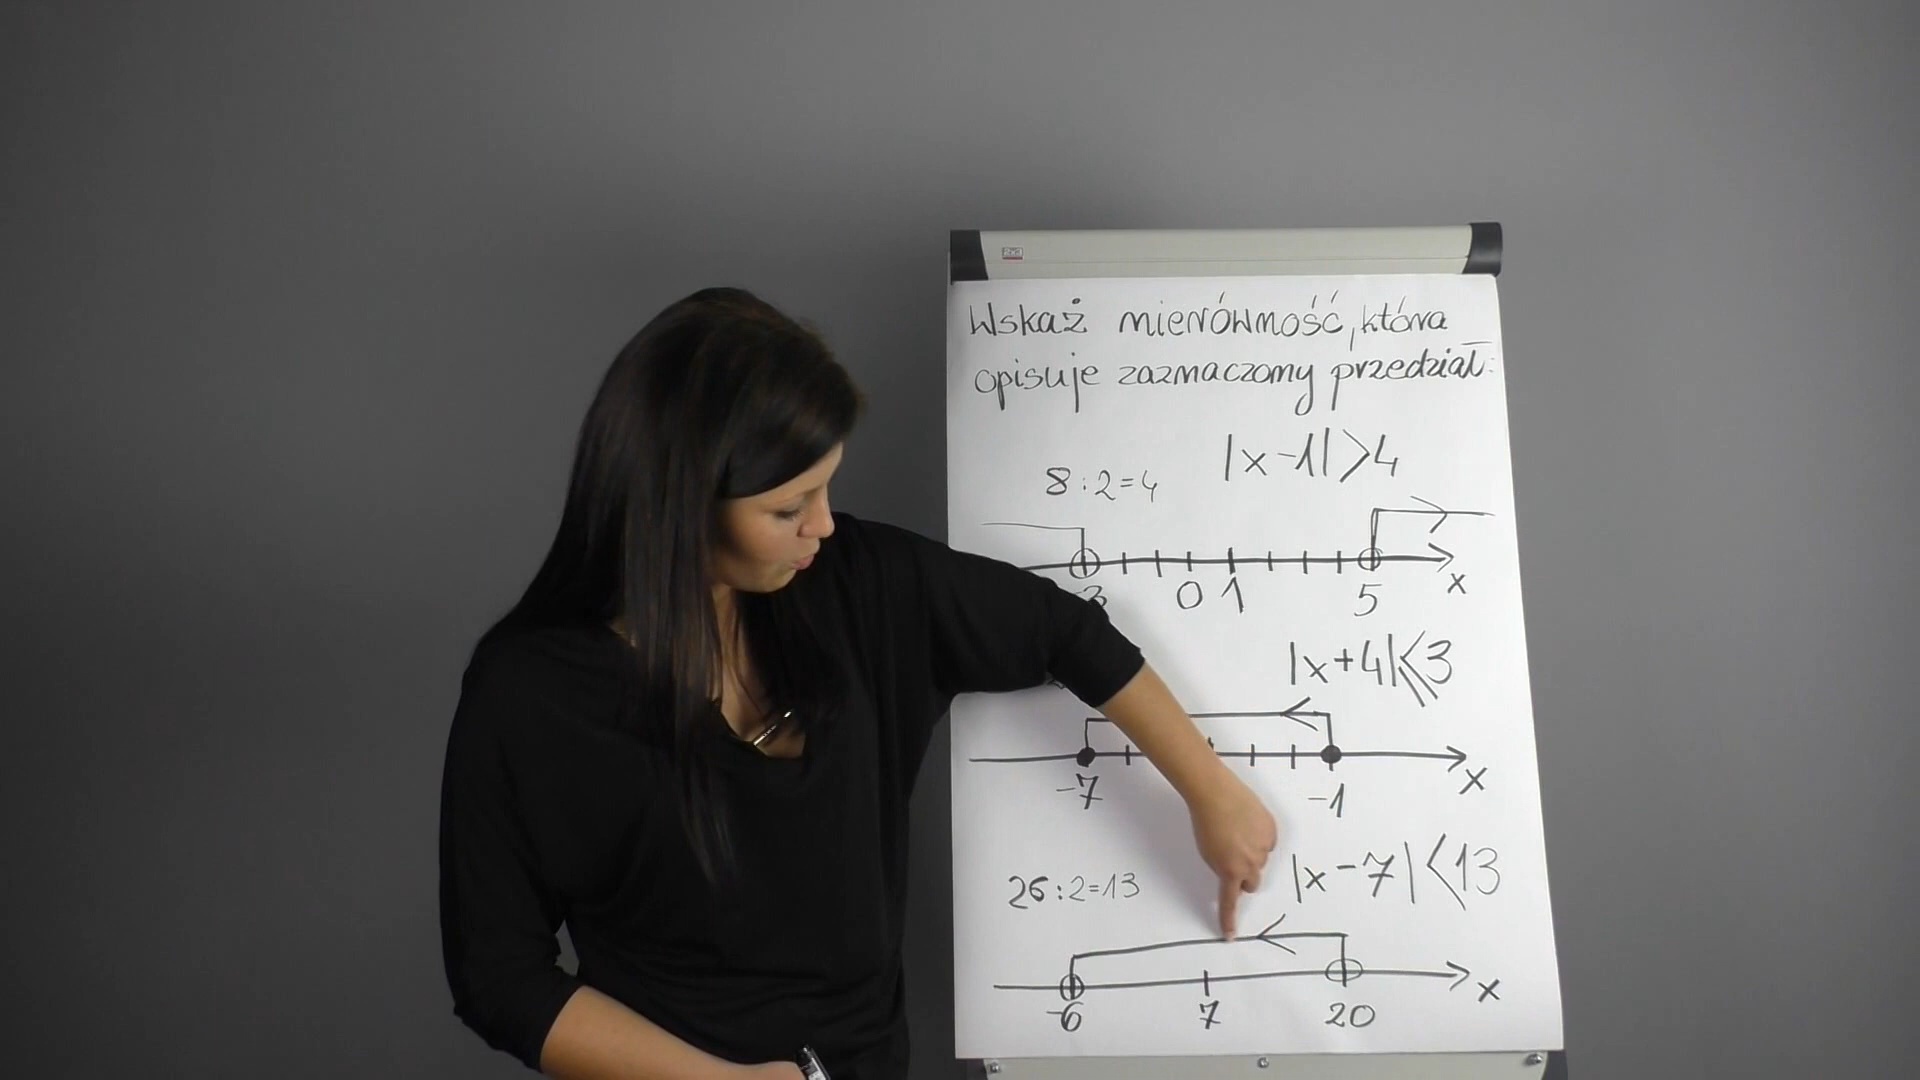 Wskaż nierówność, która
opisuje zaznaczony przedział:
|x-1|>4
8:2=4
-3 0 1 5 x
|x+4|⩽3
-7 -1 x
|x-7|<13
26:2=13
-6 7 20 x